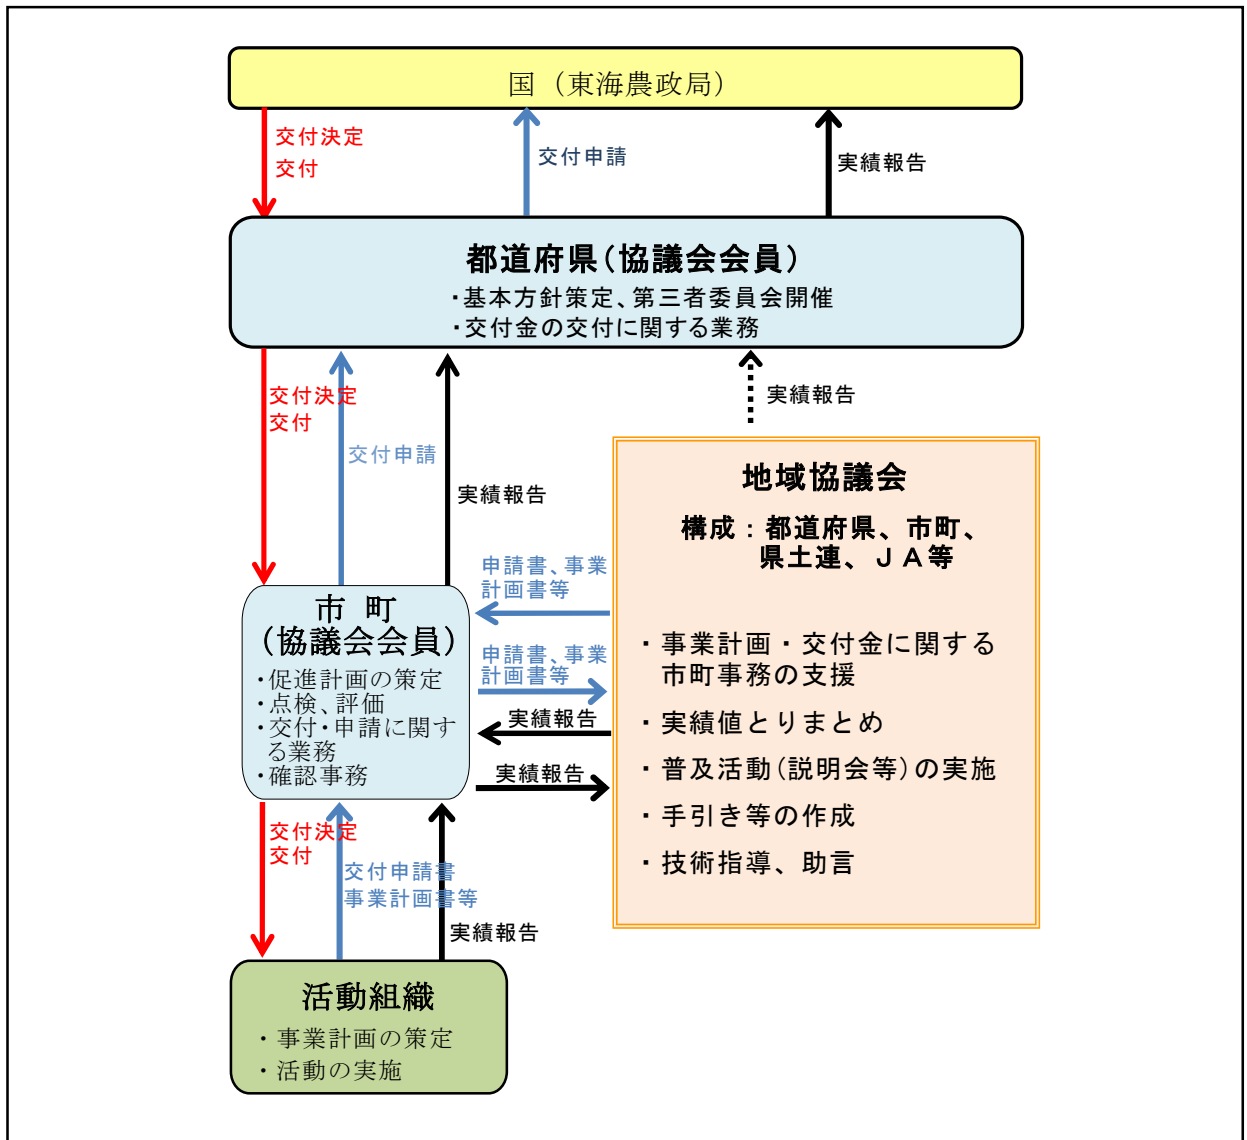 国（東海農政局）
交付決定
交付
交付申請
実績報告
都道府県（協議会会員）
・基本方針策定、第三者委員会開催
・交付金の交付に関する業務
交付決定
交付
交付申請
実績報告
実績報告
地域協議会
構成：都道府県、市町、
県土連、ＪＡ等
・事業計画・交付金に関する
市町事務の支援
・実績値とりまとめ
・普及活動（説明会等）の実施
・手引き等の作成
・技術指導、助言
申請書、事業
計画書等
申請書、事業
計画書等
実績報告
実績報告
市 町
（協議会会員）
・促進計画の策定
・点検、評価
・交付・申請に関す
る業務
・確認事務
交付決定
交付
交付申請書
事業計画書等
実績報告
活動組織
・事業計画の策定
・活動の実施